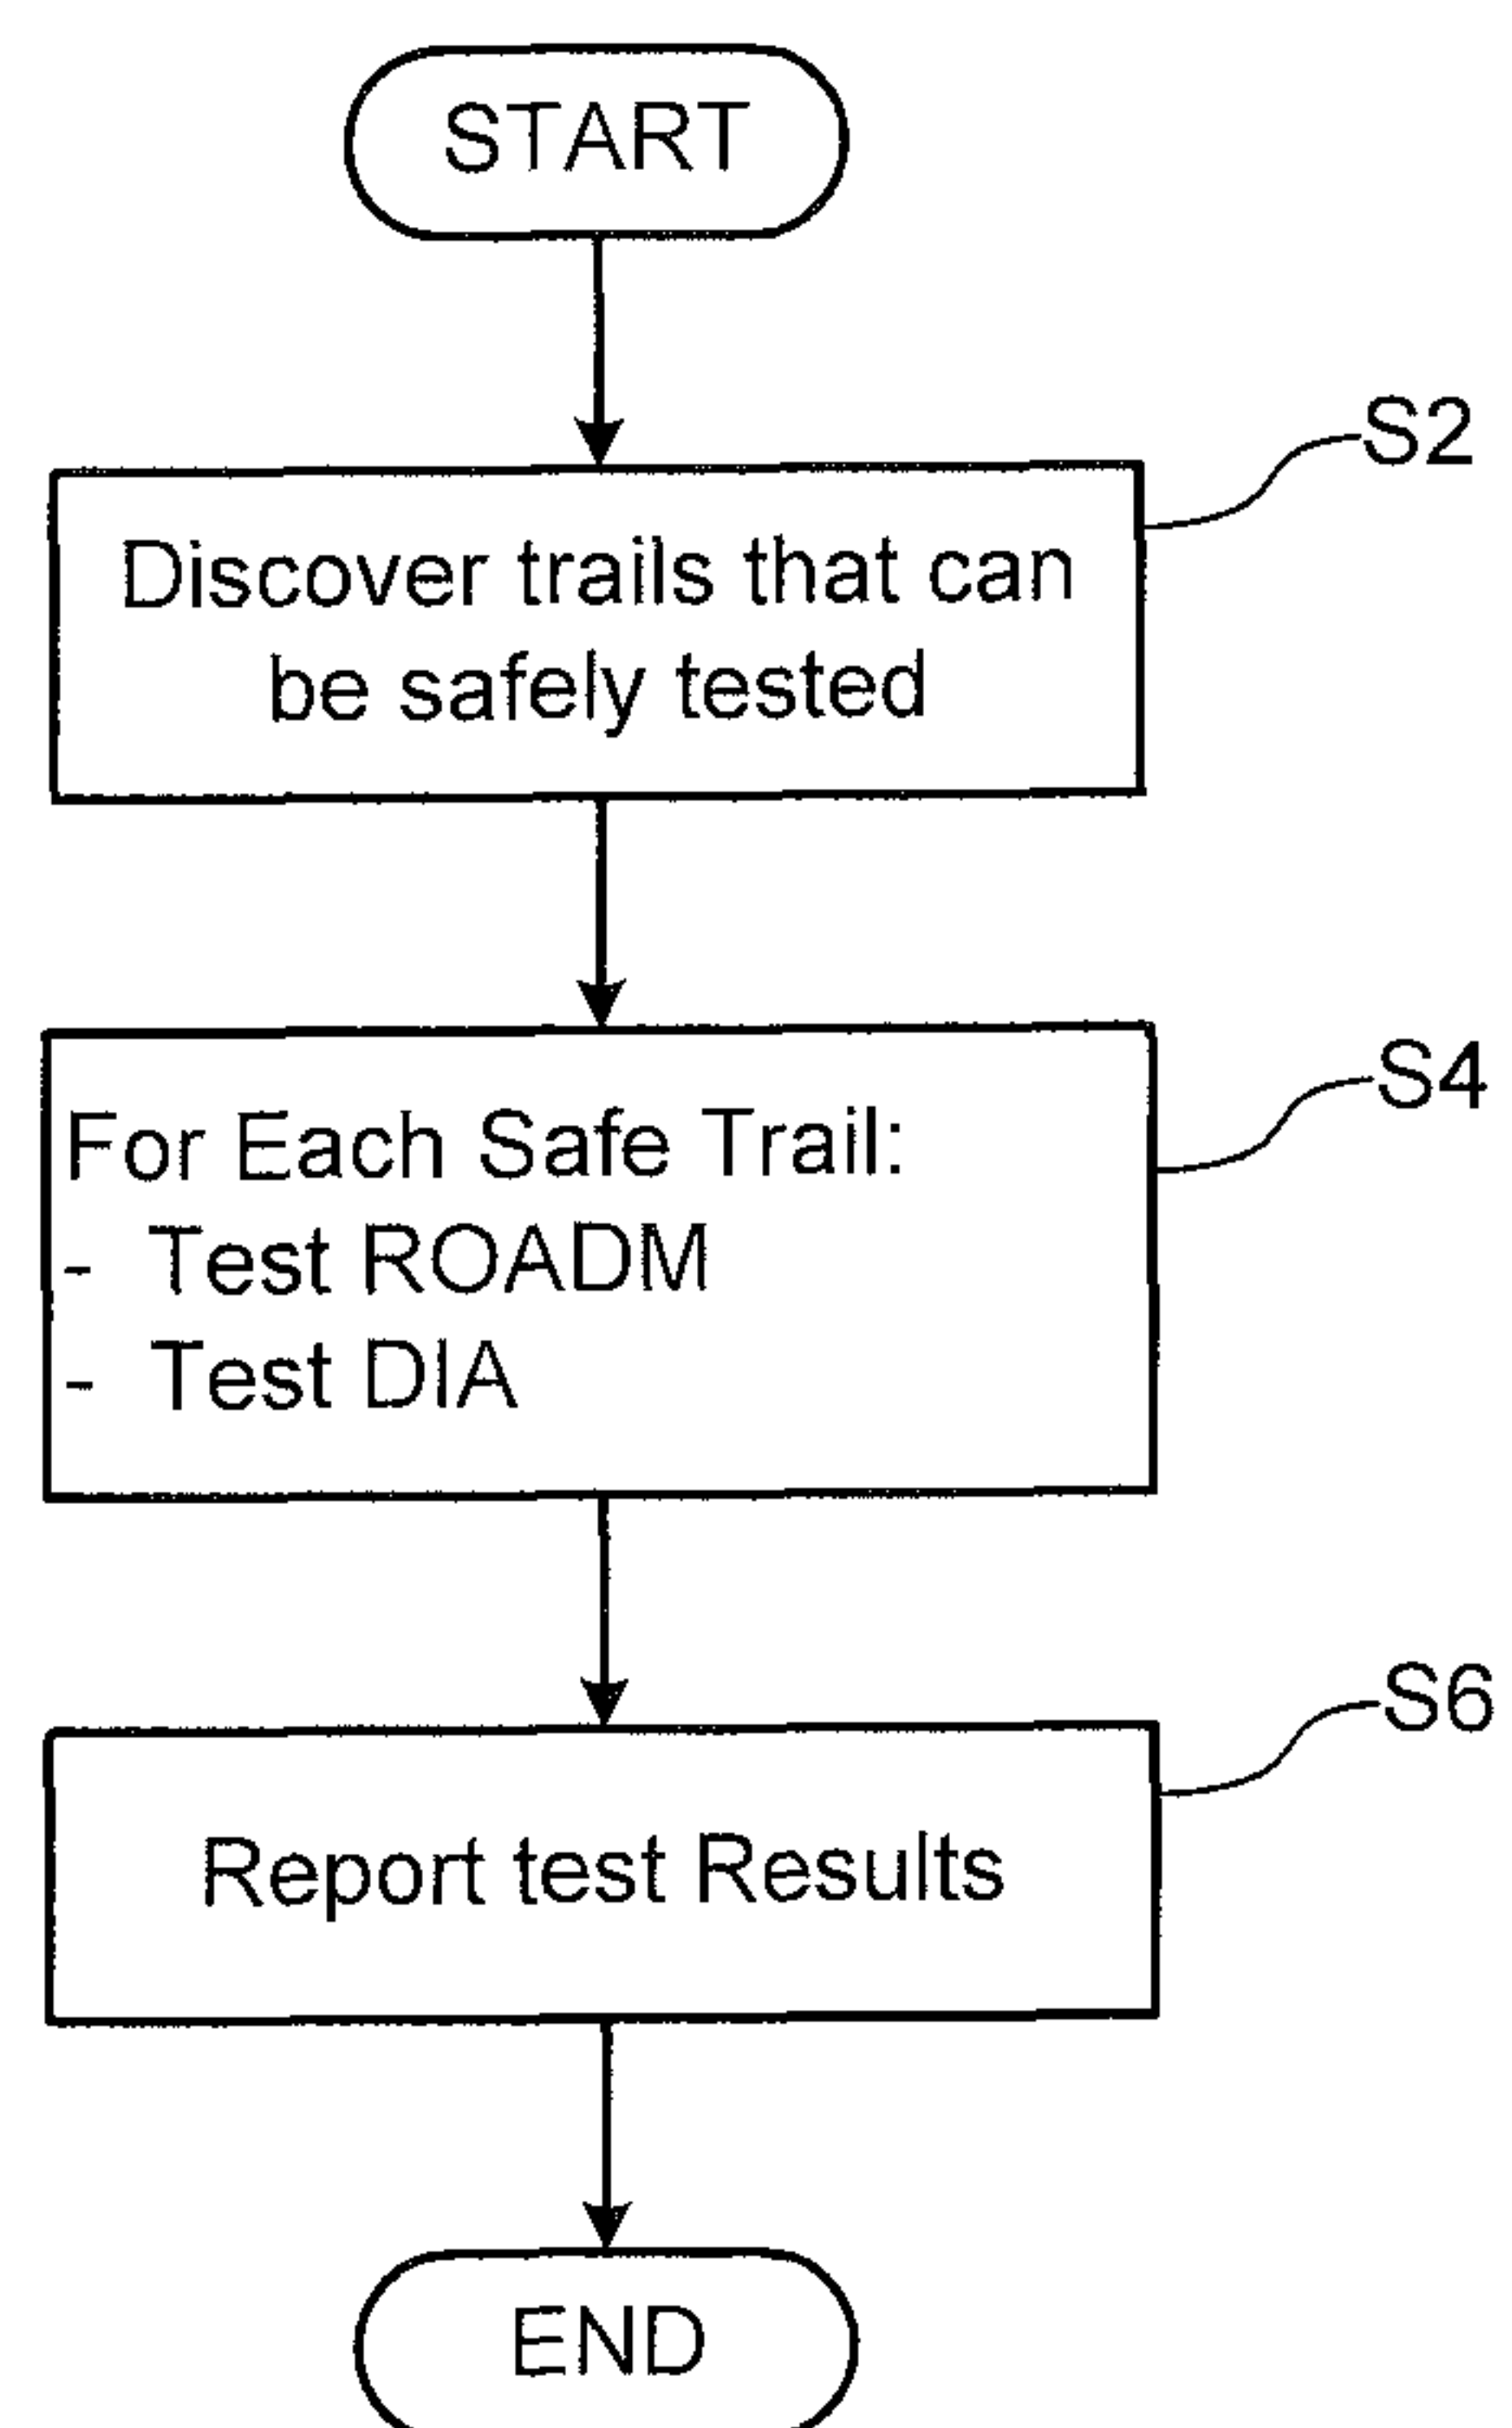 START
S2
Discover trails that can
be safely tested
S4
For Each Safe Trail:
- Test ROADM
- Test DIA
S6
Report test Results
END